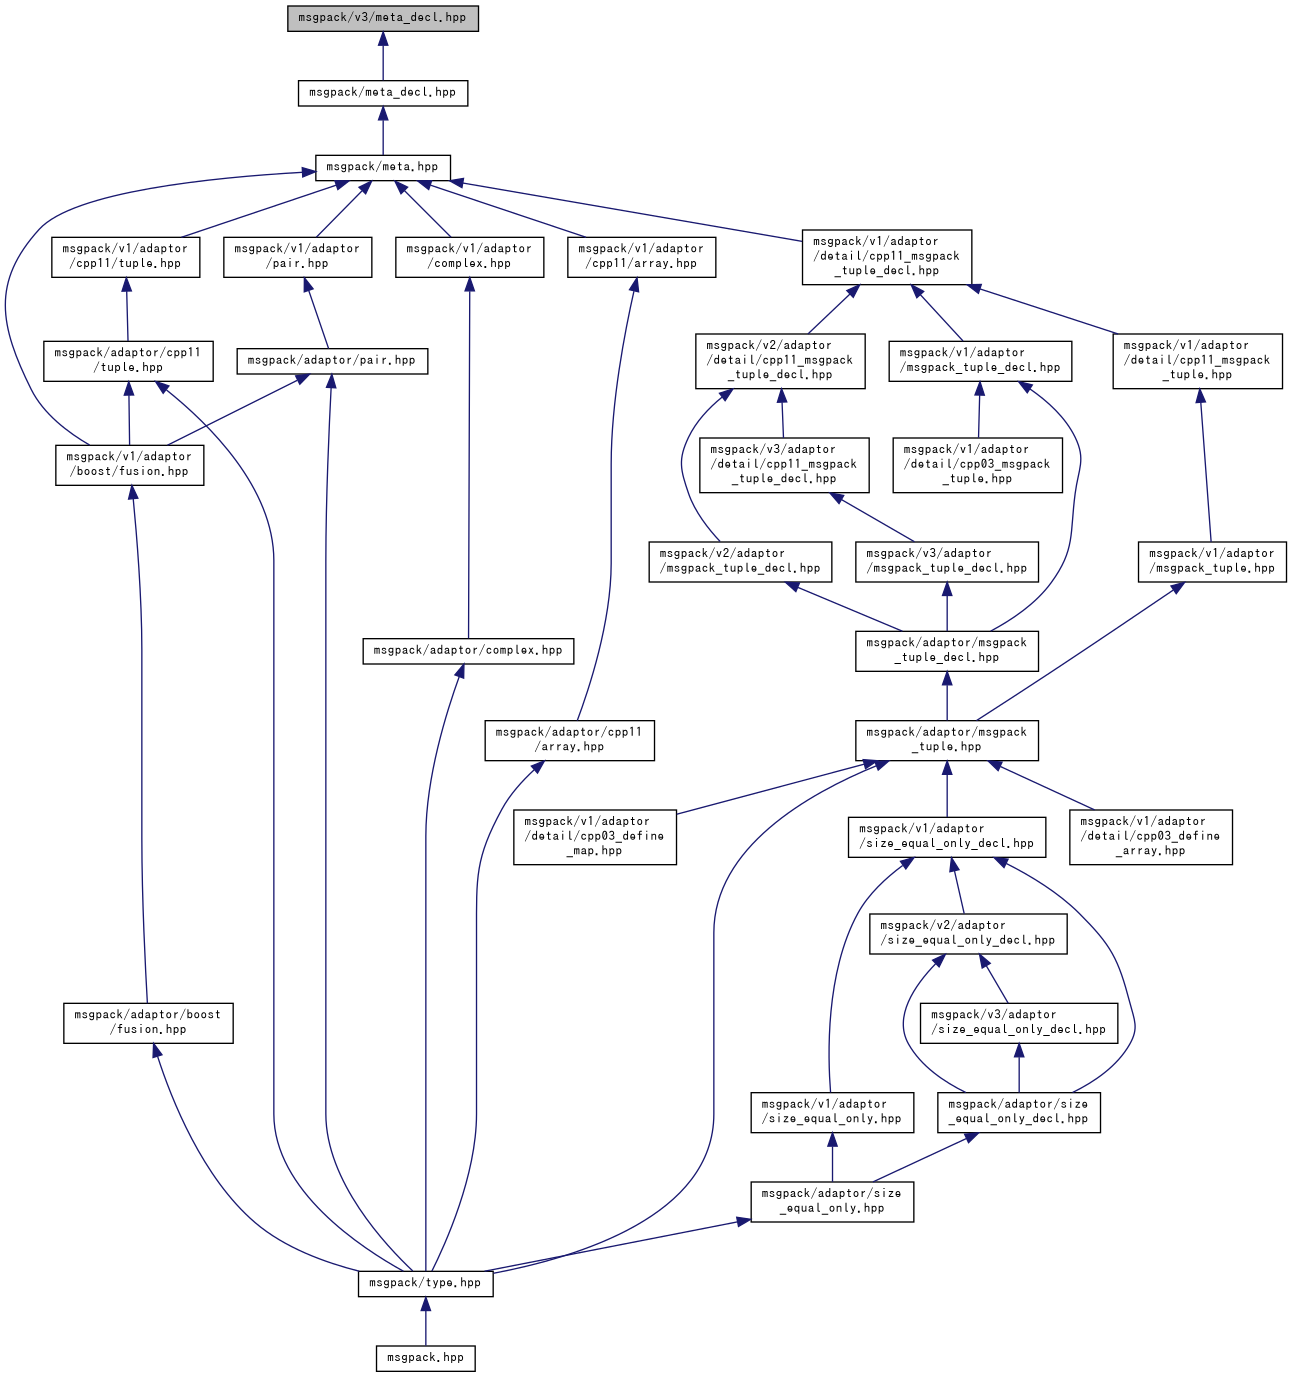 msgpack/v3/meta_decl.hpp
msgpack/meta_decl.hpp
msgpack/meta.hpp
msgpack/v1/adaptor
/cpp11/tuple.hpp
msgpack/v1/adaptor
/pair.hpp
msgpack/v1/adaptor
/complex.hpp
msgpack/v1/adaptor
/cpp11/array.hpp
msgpack/v1/adaptor
/detail/cpp11_msgpack
_tuple_decl.hpp
msgpack/adaptor/cpp11
/tuple.hpp
msgpack/adaptor/pair.hpp
msgpack/v2/adaptor
/detail/cpp11_msgpack
_tuple_decl.hpp
msgpack/v1/adaptor
/msgpack_tuple_decl.hpp
msgpack/v1/adaptor
/detail/cpp11_msgpack
_tuple.hpp
msgpack/v1/adaptor
/boost/fusion.hpp
msgpack/v3/adaptor
/detail/cpp11_msgpack
_tuple_decl.hpp
msgpack/v1/adaptor
/detail/cpp03_msgpack
_tuple.hpp
msgpack/v2/adaptor
/msgpack_tuple_decl.hpp
msgpack/v3/adaptor
/msgpack_tuple_decl.hpp
msgpack/v1/adaptor
/msgpack_tuple.hpp
msgpack/adaptor/complex.hpp
msgpack/adaptor/msgpack
_tuple_decl.hpp
msgpack/adaptor/cpp11
/array.hpp
msgpack/adaptor/msgpack
_tuple.hpp
msgpack/v1/adaptor
/detail/cpp03_define
_map.hpp
msgpack/v1/adaptor
/size_equal_only_decl.hpp
msgpack/v1/adaptor
/detail/cpp03_define
_array.hpp
msgpack/v2/adaptor
/size_equal_only_decl.hpp
msgpack/adaptor/boost
/fusion.hpp
msgpack/v3/adaptor
/size_equal_only_decl.hpp
msgpack/v1/adaptor
/size_equal_only.hpp
msgpack/adaptor/size
_equal_only_decl.hpp
msgpack/adaptor/size
_equal_only.hpp
msgpack/type.hpp
msgpack.hpp